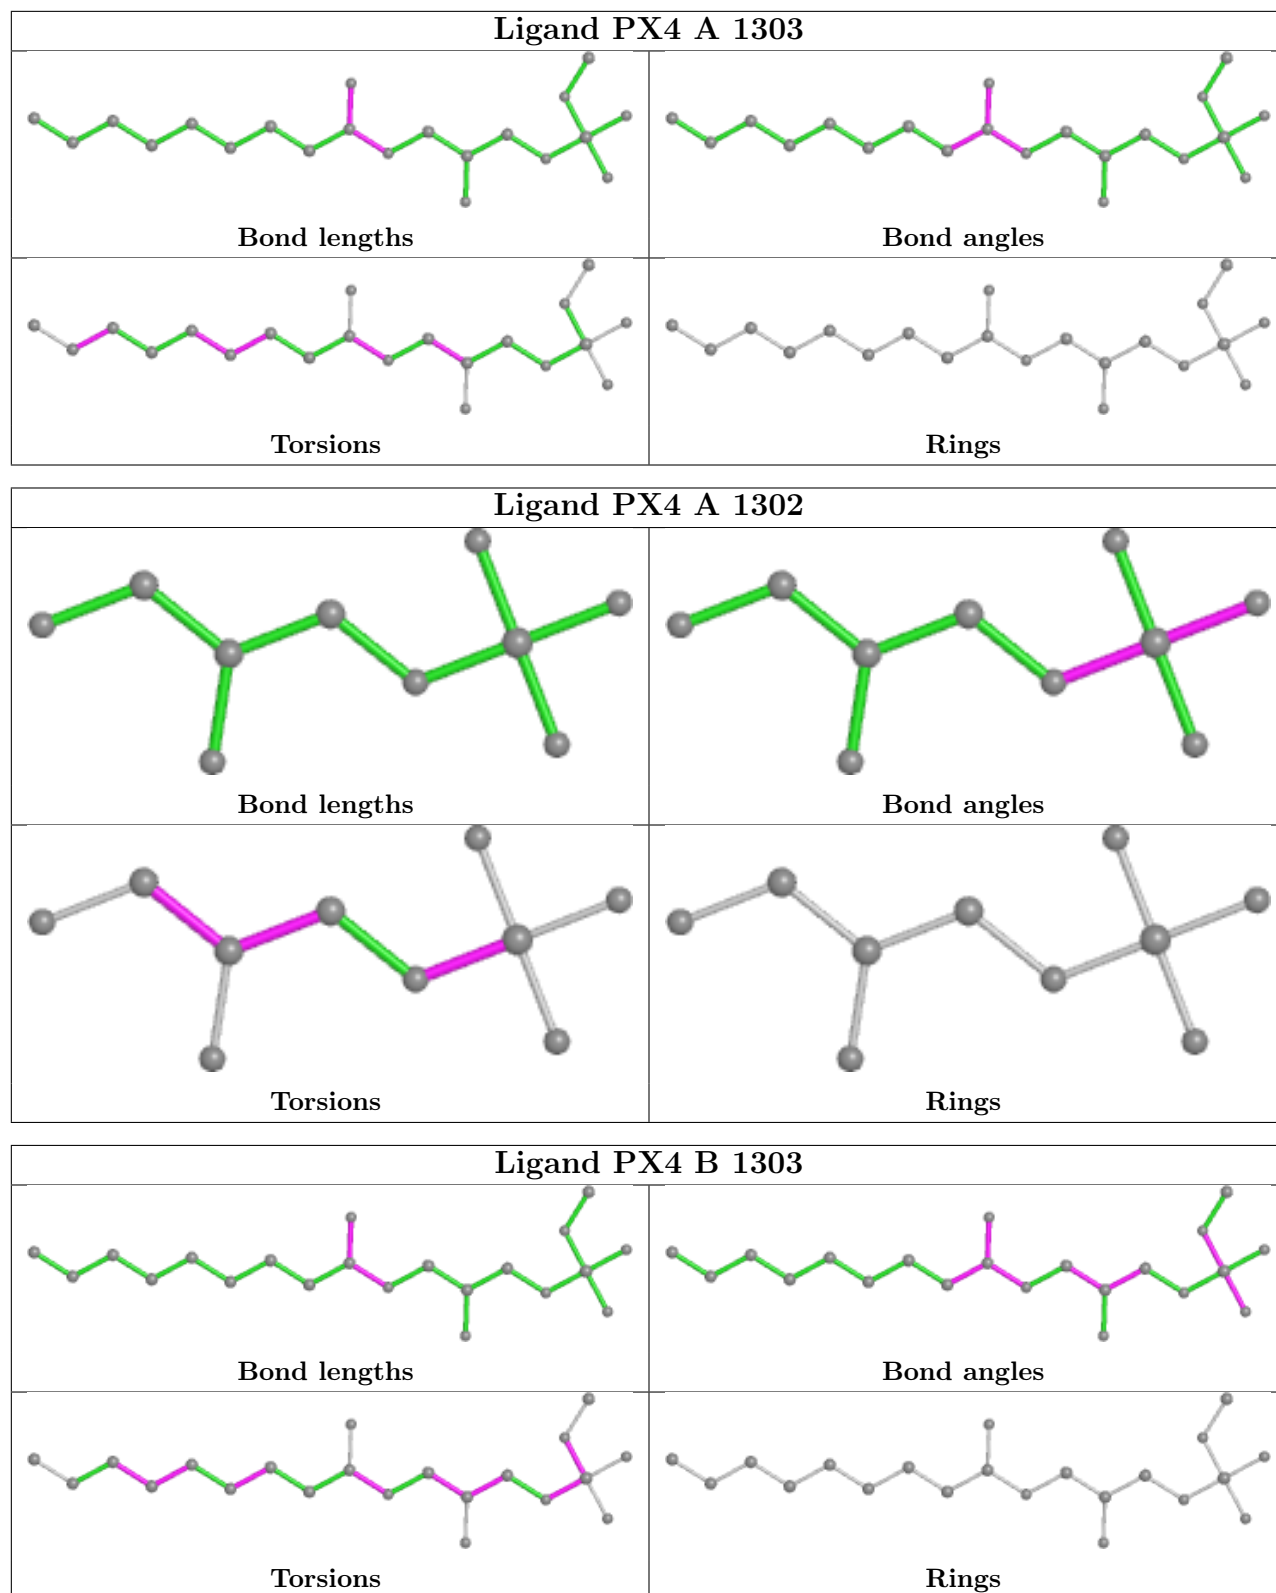 Ligand PX4 A 1303
Bond lengths
Bond angles
Torsions
Rings
Ligand PX4 A 1302
Bond lengths
Bond angles
Torsions
Rings
Ligand PX4 B 1303
Bond lengths
Bond angles
Torsions
Rings